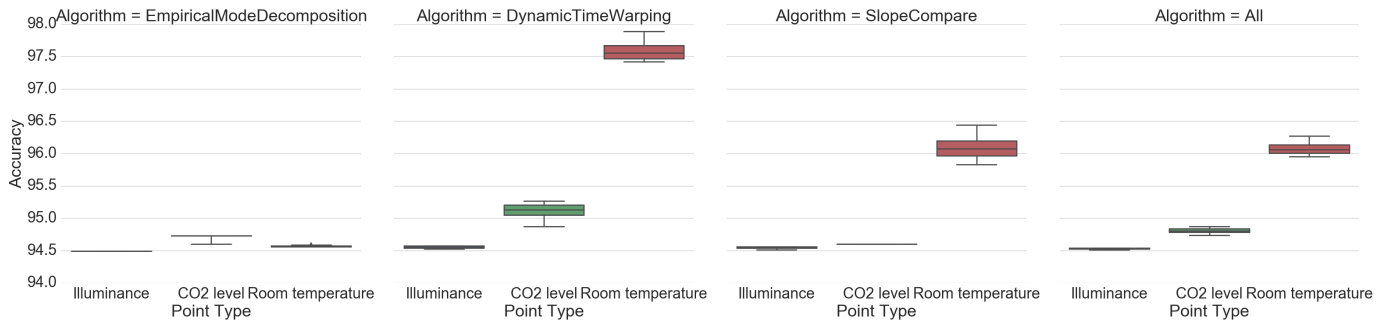 Algorithm = EmpiricalModeDecomposition
Algorithm = DynamicTimeWarping
Algorithm = SlopeCompare
Algorithm = All
Accuracy
98.0
97.5
97.0
96.5
96.0
95.5
95.0
94.5
94.0
Illuminance CO2 level Room temperature
Point Type
Illuminance CO2 level Room temperature
Point Type
Illuminance CO2 level Room temperature
Point Type
Illuminance CO2 level Room temperature
Point Type